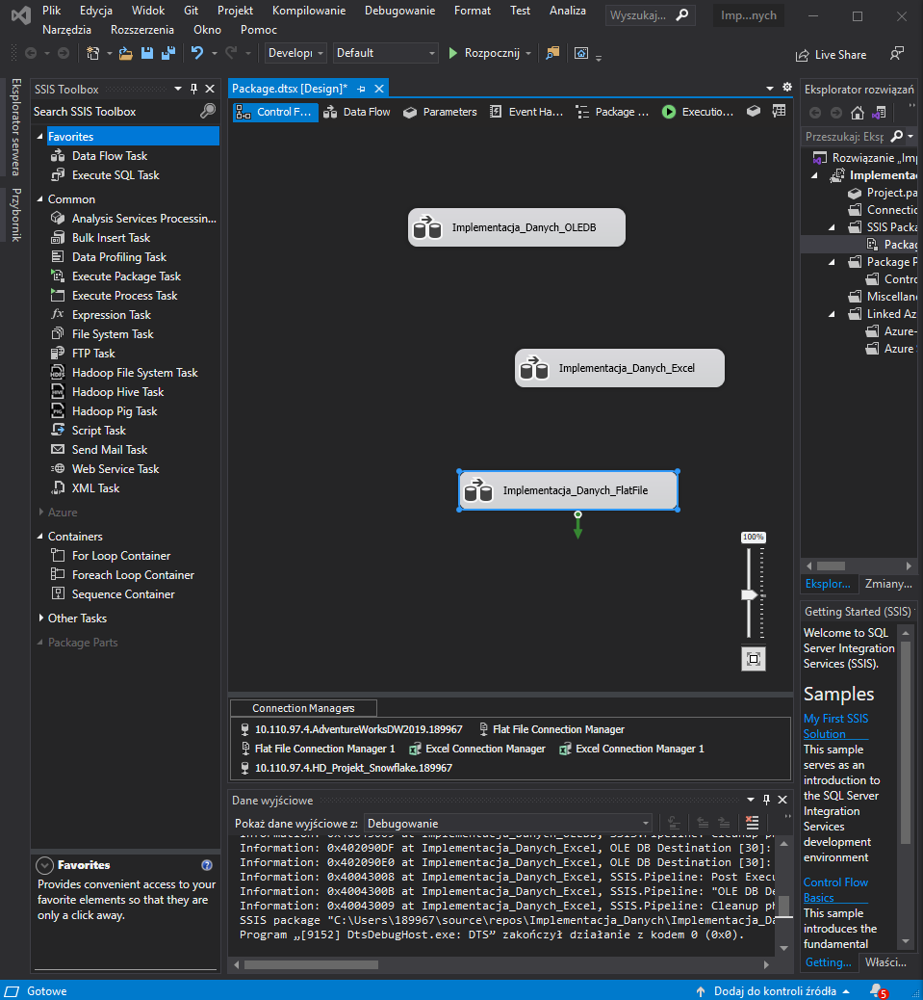 Plik Edycja Widok Git Projekt Kompilowanie Debugowanie Format Test Analiza
Narzędzia Rozszerzenia Okno Pomoc
Wyszukaj...
Imp...nych
Developi Default Rozpocznij Live Share
Eksplorator serwera
Przybornik
SSIS Toolbox
Search SSIS Toolbox
Favorites
Data Flow Task
Execute SQL Task
Common
Analysis Services Processin...
Bulk Insert Task
Data Profiling Task
Execute Package Task
Execute Process Task
Expression Task
File System Task
FTP Task
Hadoop File System Task
Hadoop Hive Task
Hadoop Pig Task
Script Task
Send Mail Task
Web Service Task
XML Task
Azure
Containers
For Loop Container
Foreach Loop Container
Sequence Container
Other Tasks
Package Parts
Favorites
Provides convenient access to your
favorite elements so that they are
only a click away.
Package.dtsx [Design]*
Control F... Data Flow Parameters Event Ha... Package ... Executio...
Implementacja_Danych_OLEDB
Implementacja_Danych_Excel
Implementacja_Danych_FlatFile
100%
Connection Managers
10.110.97.4.AdventureWorksDW2019.189967 Flat File Connection Manager
Flat File Connection Manager 1 Excel Connection Manager Excel Connection Manager 1
10.110.97.4.HD_Projekt_Snowflake.189967
Dane wyjściowe
Pokaż dane wyjściowe z: Debugowanie
Information: 0x402090DF at Implementacja_Danych_Excel, OLE DB Destination [30]:
Information: 0x402090E0 at Implementacja_Danych_Excel, OLE DB Destination [30]:
Information: 0x40043008 at Implementacja_Danych_Excel, SSIS.Pipeline: Post Execu
Information: 0x4004300B at Implementacja_Danych_Excel, SSIS.Pipeline: "OLE DB De
Information: 0x40043009 at Implementacja_Danych_Excel, SSIS.Pipeline: Cleanup ph
SSIS package "C:\Users\189967\source\repos\Implementacja_Danych\Implementacja_Da
Program „[9152] DtsDebugHost.exe: DTS” zakończył działanie z kodem 0 (0x0).
Eksplorator rozwiązań
Przeszukaj: Eksp
Rozwiązanie „Imp
Implementac
Project.pa
Connectio
SSIS Packa
Packag
Package P
Contro
Miscellan
Linked Az
Azure-
Azure
Eksplor... Zmiany...
Getting Started (SSIS)
Welcome to SQL
Server Integration
Services (SSIS).
Samples
My First SSIS
Solution
This sample
serves as an
introduction to
the SQL Server
Integration
Services
development
environment
Control Flow
Basics
This sample
introduces the
fundamental
Getting... Właści...
Gotowe
Dodaj do kontroli źródła
5